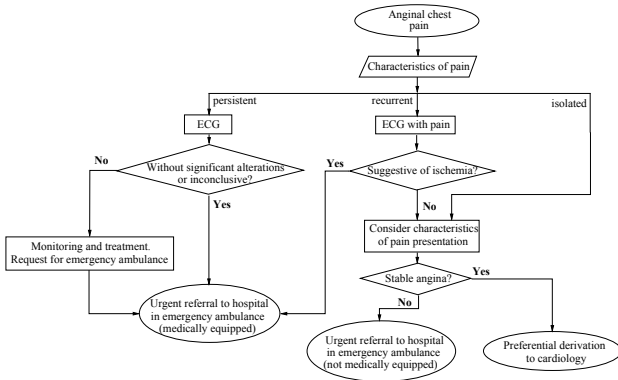 Anginal chest
pain
Characteristics of pain
persistent
recurrent
isolated
ECG
ECG with pain
No
Without significant alterations
or inconclusive?
Yes
Suggestive of ischemia?
Yes
No
Monitoring and treatment.
Request for emergency ambulance
Consider characteristics
of pain presentation
Stable angina?
Yes
No
Urgent referral to hospital
in emergency ambulance
(medically equipped)
Urgent referral to hospital
in emergency ambulance
(not medically equipped)
Preferential derivation
to cardiology